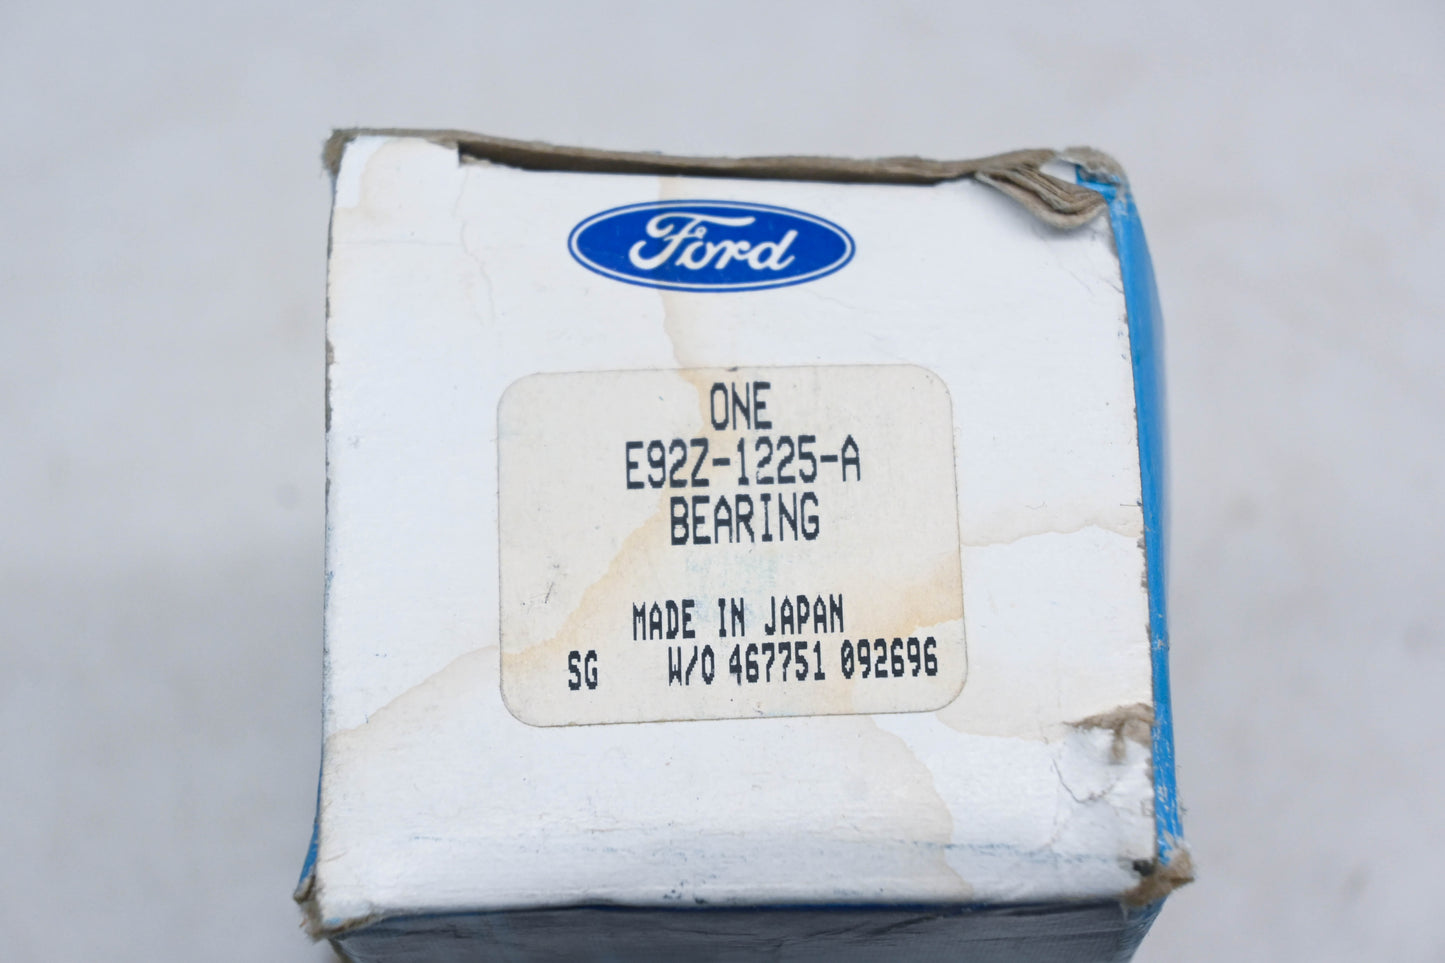 Ford
ONE
E92Z-1225-A
BEARING
MADE IN JAPAN
SG W/O 467751 092696